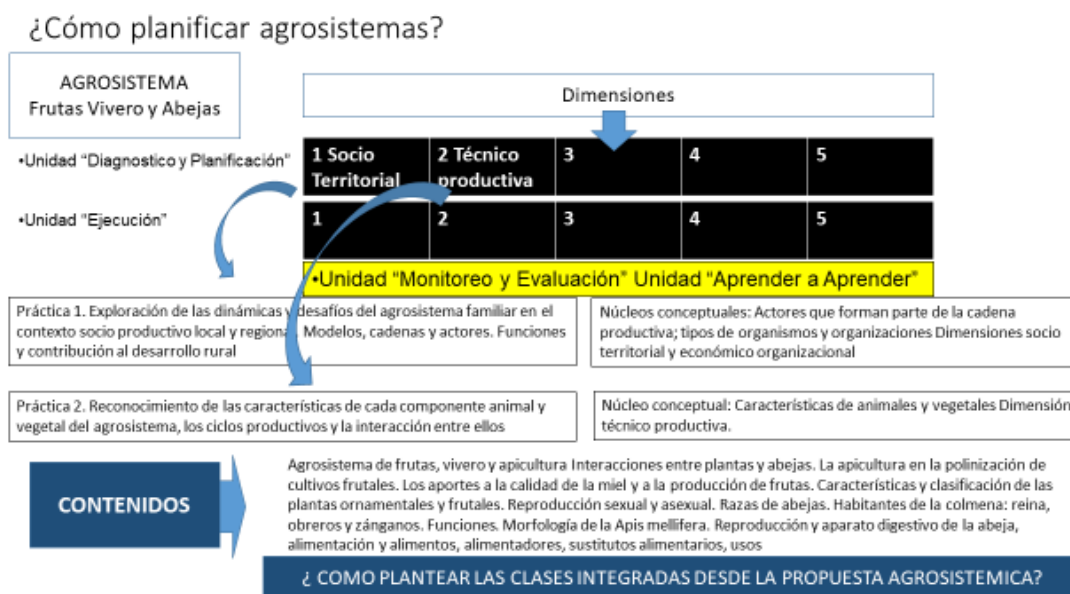 ¿Cómo planificar agrosistemas?
AGROSISTEMA
Frutas Vivero y Abejas
Dimensiones
•Unidad "Diagnostico y Planificación"
1 Socio
Territorial
2 Técnico
productiva
3
4
5
•Unidad "Ejecución"
1
2
3
4
5
•Unidad "Monitoreo y Evaluación" Unidad "Aprender a Aprender"
Práctica 1. Exploración de las dinámicas y desafíos del agrosistema familiar en el
contexto socio productivo local y regional. Modelos, cadenas y actores. Funciones
y contribución al desarrollo rural
Núcleos conceptuales: Actores que forman parte de la cadena
productiva; tipos de organismos y organizaciones Dimensiones socio
territorial y económico organizacional
Práctica 2. Reconocimiento de las características de cada componente animal y
vegetal del agrosistema, los ciclos productivos y la interacción entre ellos
Núcleo conceptual: Características de animales y vegetales Dimensión
técnico productiva.
CONTENIDOS
Agrosistema de frutas, vivero y apicultura Interacciones entre plantas y abejas. La apicultura en la polinización de
cultivos frutales. Los aportes a la calidad de la miel y a la producción de frutas. Características y clasificación de las
plantas ornamentales y frutales. Reproducción sexual y asexual. Razas de abejas. Habitantes de la colmena: reina,
obreros y zánganos. Funciones. Morfología de la Apis mellifera. Reproducción y aparato digestivo de la abeja,
alimentación y alimentos, alimentadores, sustitutos alimentarios, usos
¿ COMO PLANTEAR LAS CLASES INTEGRADAS DESDE LA PROPUESTA AGROSISTEMICA?